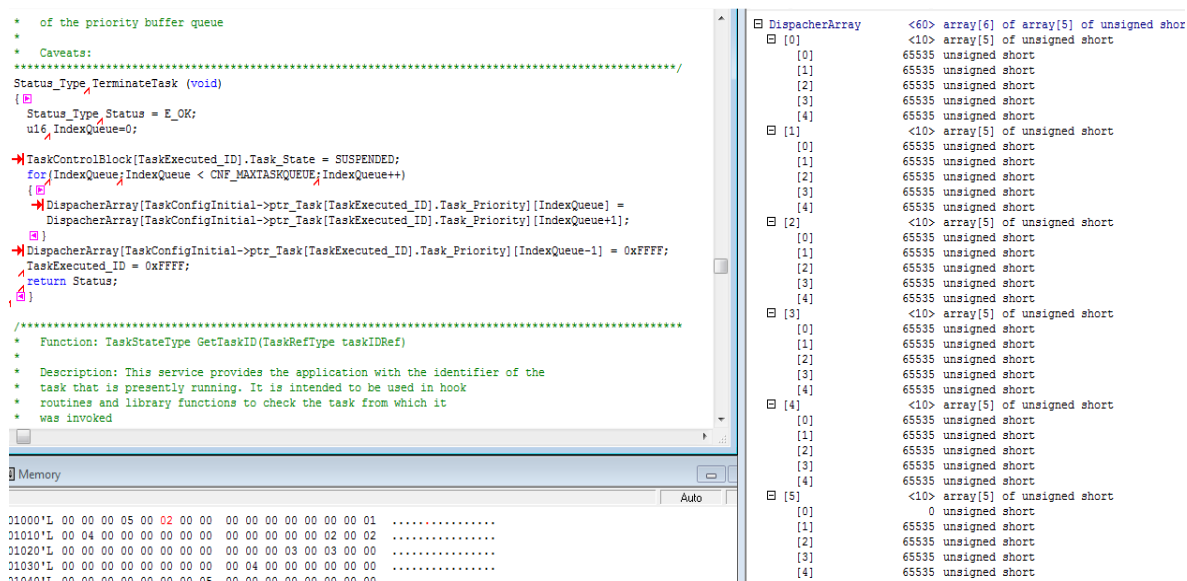 *   of the priority buffer queue
*
*   Caveats:
*****************************************************************************************************/
Status_Type TerminateTask (void)
{
Status_Type Status = E_OK;
u16 IndexQueue=0;
TaskControlBlock[TaskExecuted_ID].Task_State = SUSPENDED;
for(IndexQueue;IndexQueue < CNF_MAXTASKQUEUE;IndexQueue++)
{
DispacherArray[TaskConfigInitial->ptr_Task[TaskExecuted_ID].Task_Priority][IndexQueue] =
DispacherArray[TaskConfigInitial->ptr_Task[TaskExecuted_ID].Task_Priority][IndexQueue+1];
}
DispacherArray[TaskConfigInitial->ptr_Task[TaskExecuted_ID].Task_Priority][IndexQueue-1] = 0xFFFF;
TaskExecuted_ID = 0xFFFF;
return Status;
}
/*****************************************************************************************************
*   Function: TaskStateType GetTaskID(TaskRefType taskIDRef)
*
*   Description: This service provides the application with the identifier of the
*   task that is presently running. It is intended to be used in hook
*   routines and library functions to check the task from which it
*   was invoked
Memory
Auto
01000'L 00 00 00 05 00 02 00 00  00 00 00 00 00 00 00 01  ................
01010'L 00 04 00 00 00 00 00 00  00 00 00 00 00 02 00 02  ................
01020'L 00 00 00 00 00 00 00 00  00 00 00 03 00 03 00 00  ................
01030'L 00 00 00 00 00 00 00 00  00 04 00 00 00 00 00 00  ................
01040'L 00 00 00 00 00 00 00 05  00 00 00 00 00 00 00 00
DispacherArray <60> array[6] of array[5] of unsigned shor
[0] <10> array[5] of unsigned short
[0] 65535 unsigned short
[1] 65535 unsigned short
[2] 65535 unsigned short
[3] 65535 unsigned short
[4] 65535 unsigned short
[1] <10> array[5] of unsigned short
[0] 65535 unsigned short
[1] 65535 unsigned short
[2] 65535 unsigned short
[3] 65535 unsigned short
[4] 65535 unsigned short
[2] <10> array[5] of unsigned short
[0] 65535 unsigned short
[1] 65535 unsigned short
[2] 65535 unsigned short
[3] 65535 unsigned short
[4] 65535 unsigned short
[3] <10> array[5] of unsigned short
[0] 65535 unsigned short
[1] 65535 unsigned short
[2] 65535 unsigned short
[3] 65535 unsigned short
[4] 65535 unsigned short
[4] <10> array[5] of unsigned short
[0] 65535 unsigned short
[1] 65535 unsigned short
[2] 65535 unsigned short
[3] 65535 unsigned short
[4] 65535 unsigned short
[5] <10> array[5] of unsigned short
[0] 0 unsigned short
[1] 65535 unsigned short
[2] 65535 unsigned short
[3] 65535 unsigned short
[4] 65535 unsigned short